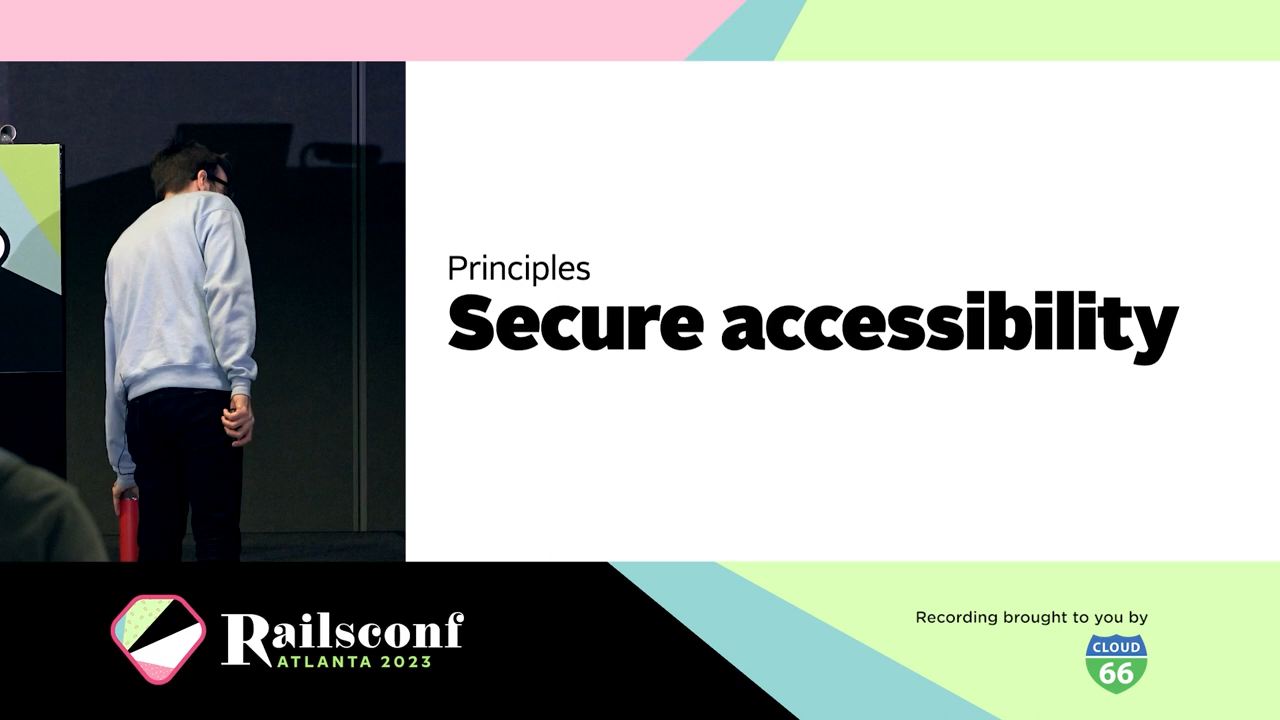 Principles
Secure accessibility
Railsconf
ATLANTA 2023
Recording brought to you by
CLOUD
66